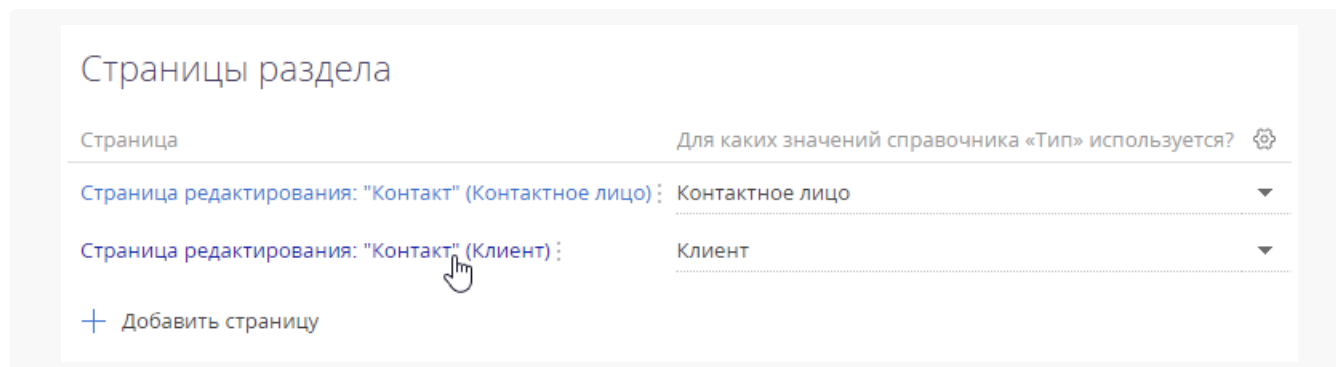 Страницы раздела
Страница Для каких значений справочника «Тип» используется?
Страница редактирования: "Контакт" (Контактное лицо) Контактное лицо
Страница редактирования: "Контакт" (Клиент) Клиент
Добавить страницу